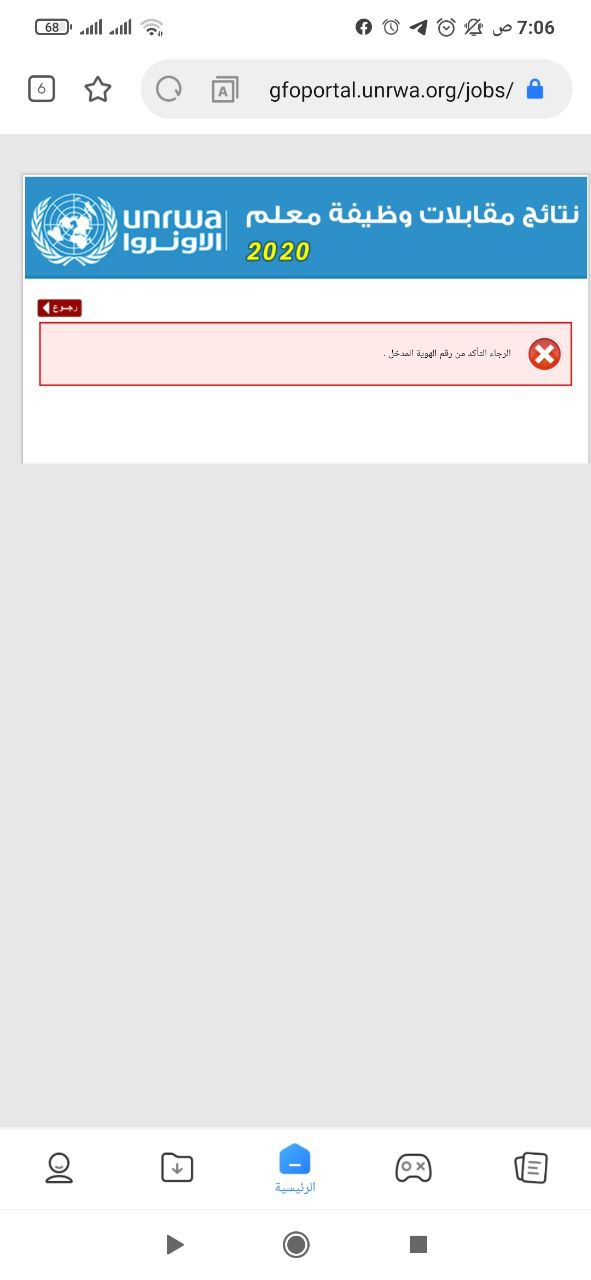 7:06 ص
68
gfoportal.unrwa.org/jobs/
A
6
نتائج مقابلات وظيفة معلم
2020
unrwa
الاونروا
رجوع
الرجاء التأكد من رقم الهوية المدخل .
الرئيسية